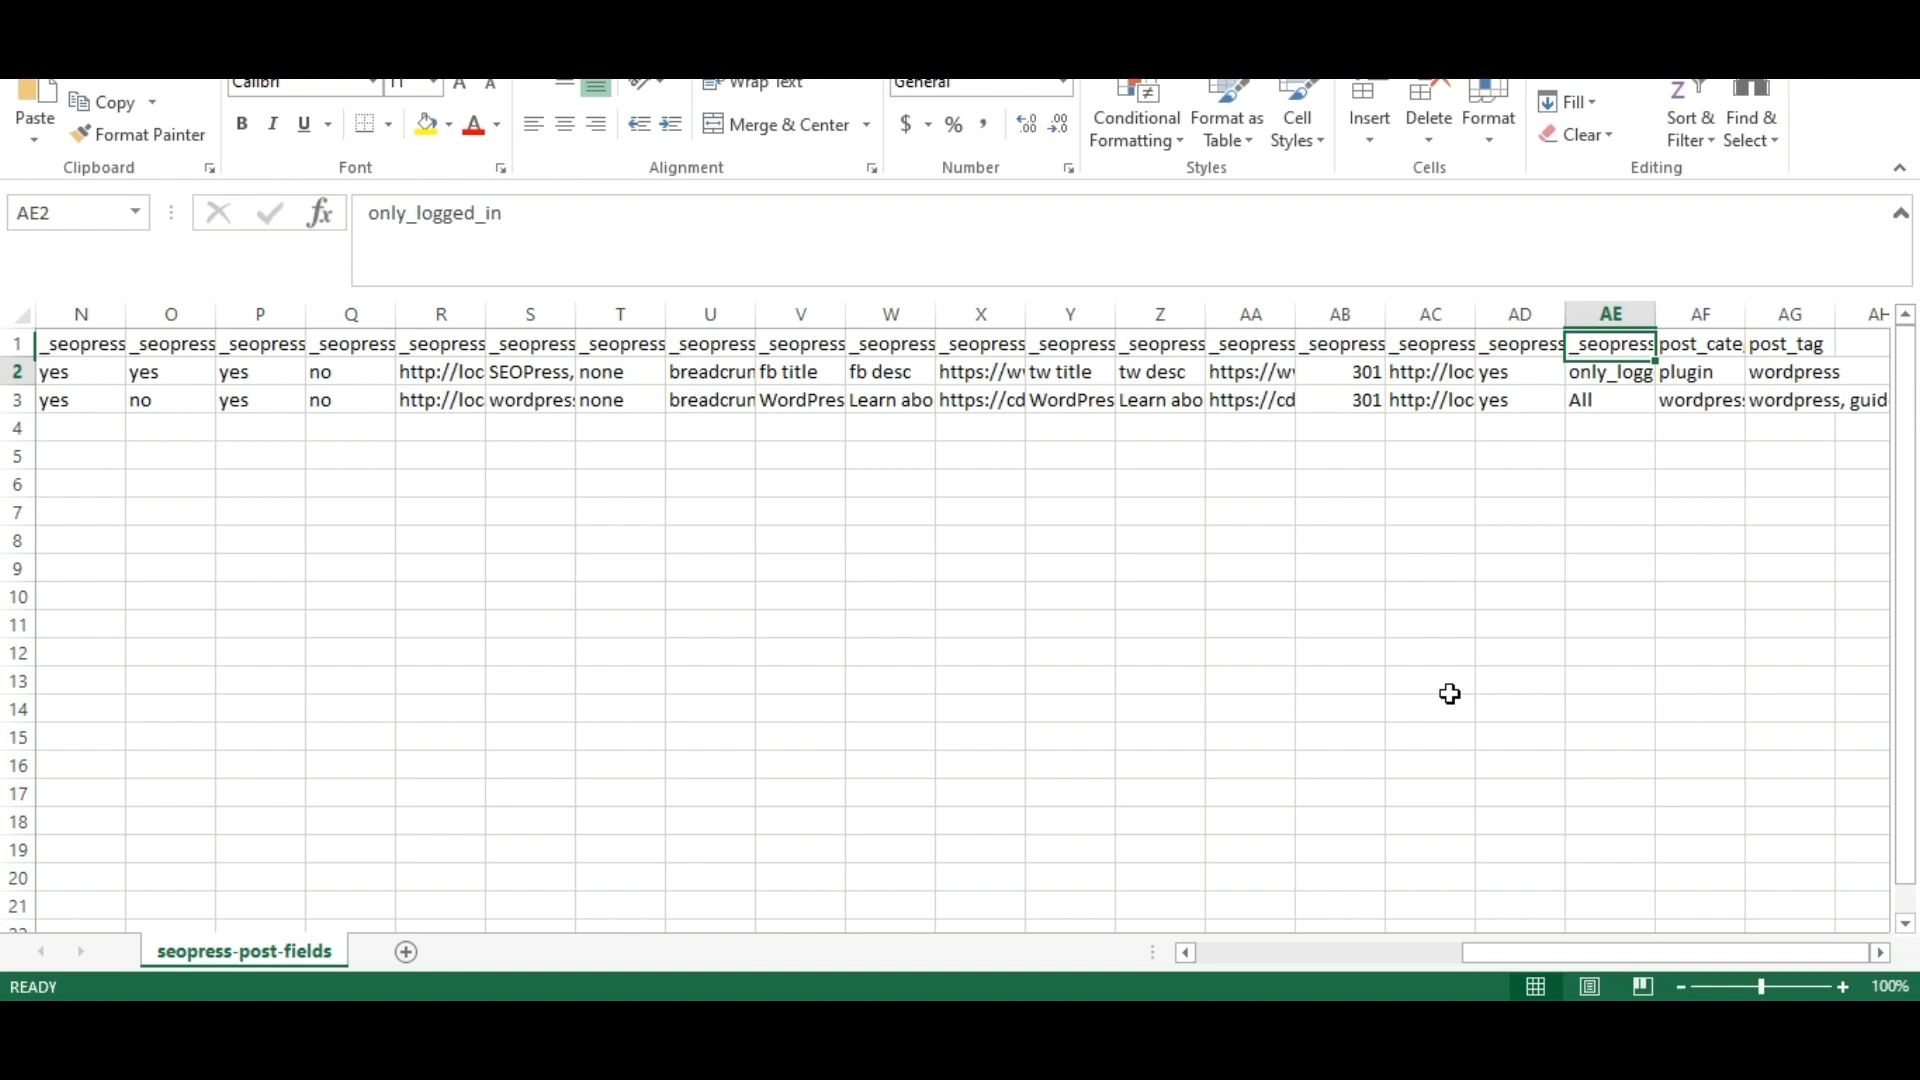 Calibri 11 A A Wrap Text General
Paste Copy Format Painter
B I U A Merge & Center $ % , Conditional Formatting Format as Table Cell Styles Insert Delete Format Fill Clear Sort & Filter Find & Select
Clipboard Font Alignment Number Styles Cells Editing
AE2 fx only_logged_in
N O P Q R S T U V W X Y Z AA AB AC AD AE AF AG AH
1 _seopress _seopress _seopress _seopress _seopress _seopress _seopress _seopress _seopress _seopress _seopress _seopress _seopress _seopress _seopress _seopress _seopress _seopress post_cate post_tag
2 yes yes yes no http://loc SEOPress, none breadcrun fb title fb desc https://w tw title tw desc https://w 301 http://loc yes only_logg plugin wordpress
3 yes no yes no http://loc wordpres none breadcrun WordPres Learn abo https://cd WordPres Learn abo https://cd 301 http://loc yes All wordpress wordpress, guid
4
5
6
7
8
9
10
11
12
13
14
15
16
17
18
19
20
21
seopress-post-fields
READY 100%